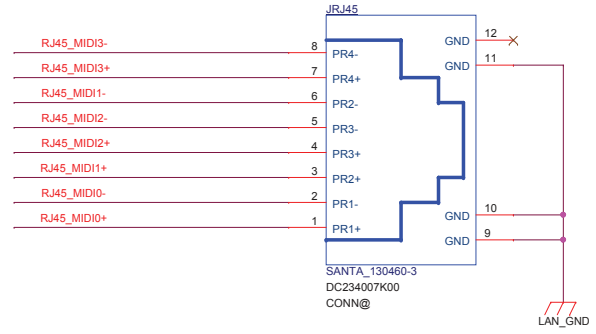 JRJ45
RJ45_MIDI3- 8 PR4- GND 12
RJ45_MIDI3+ 7 PR4+ GND 11
RJ45_MIDI1- 6 PR2-
RJ45_MIDI2- 5 PR3-
RJ45_MIDI2+ 4 PR3+
RJ45_MIDI1+ 3 PR2+
RJ45_MIDI0- 2 PR1- GND 10
RJ45_MIDI0+ 1 PR1+ GND 9
SANTA_130460-3
DC234007K00
CONN@
LAN_GND